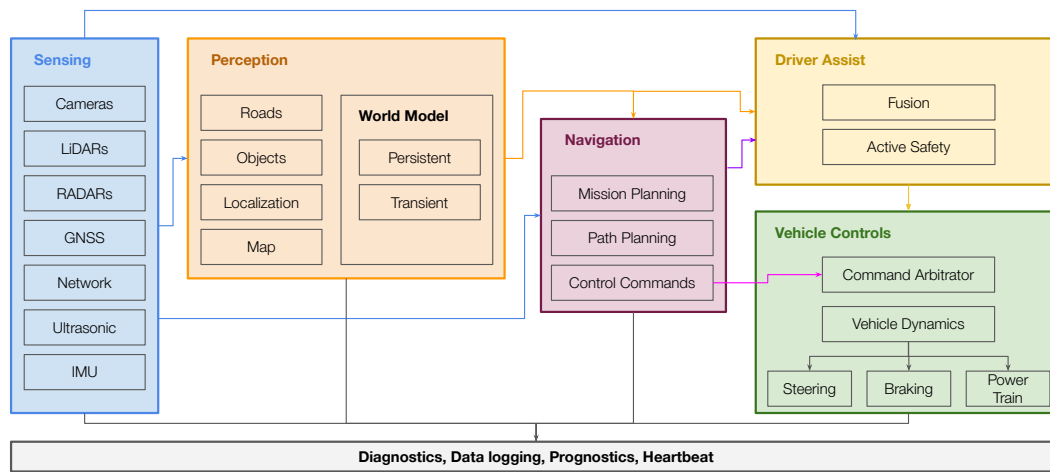 Sensing
Cameras
LiDARs
RADARs
GNSS
Network
Ultrasonic
IMU
Perception
Roads
Objects
Localization
Map
World Model
Persistent
Transient
Navigation
Mission Planning
Path Planning
Control Commands
Driver Assist
Fusion
Active Safety
Vehicle Controls
Command Arbitrator
Vehicle Dynamics
Steering
Braking
Power
Train
Diagnostics, Data logging, Prognostics, Heartbeat